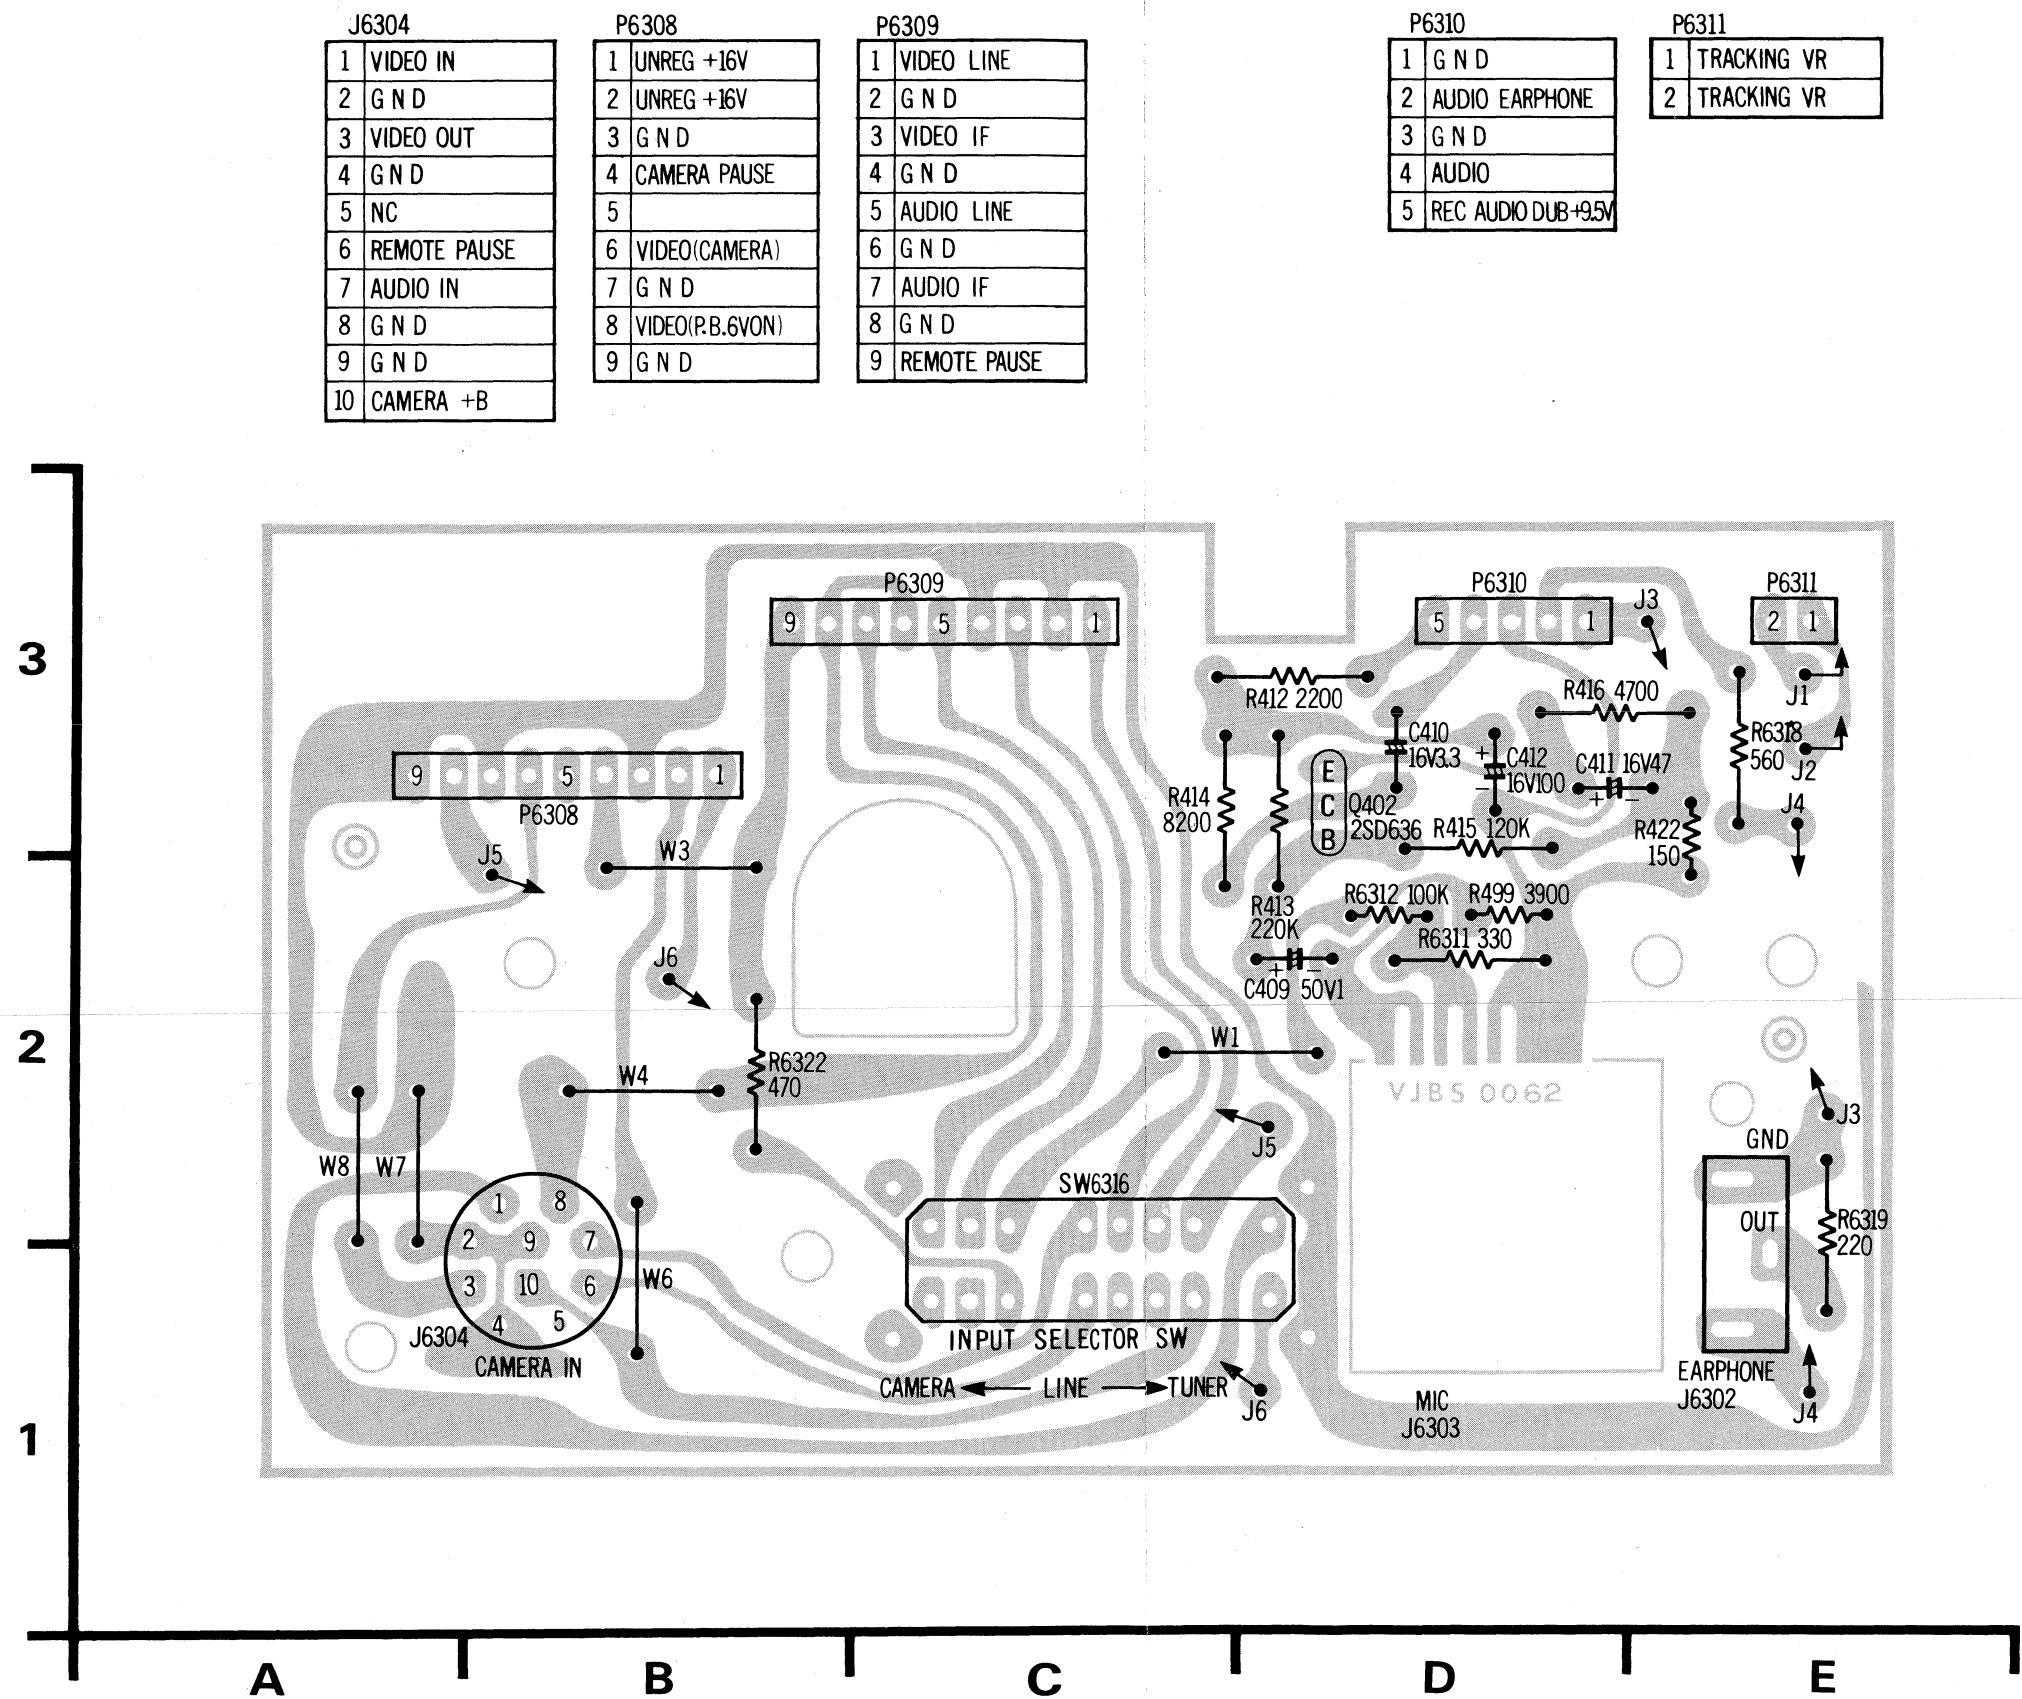 J6304
1 VIDEO IN
2 GND
3 VIDEO OUT
4 GND
5 NC
6 REMOTE PAUSE
7 AUDIO IN
8 GND
9 GND
10 CAMERA +B
P6308
1 UNREG +16V
2 UNREG +16V
3 GND
4 CAMERA PAUSE
5
6 VIDEO(CAMERA)
7 GND
8 VIDEO(P.B.6VON)
9 GND
P6309
1 VIDEO LINE
2 GND
3 VIDEO IF
4 GND
5 AUDIO LINE
6 GND
7 AUDIO IF
8 GND
9 REMOTE PAUSE
P6310
1 GND
2 AUDIO EARPHONE
3 GND
4 AUDIO
5 REC AUDIO DUB+9.5V
P6311
1 TRACKING VR
2 TRACKING VR
3
2
1
P6309
9 5 1
P6310
5 1
J3
P6311
2 1
R412 2200
R416 4700
J1
C410
16V3.3
+ C412
16V100
-
C411 16V47
+ -
R6318
560
J2
9 5 1
P6308
E
C
B
Q402
2SD636
R414
8200
R415 120K
R422
150
J4
J5
W3
R413
220K
R6312 100K
R499 3900
R6311 330
+ -
C409 50V1
J6
W1
R6322
470
W4
VJBS 0062
J3
J5
GND
W8 W7
SW6316
OUT
R6319
220
1 8
2 9 7
3 10 6
4 5
W6
J6304
CAMERA IN
INPUT SELECTOR SW
CAMERA LINE TUNER
J6
MIC
J6303
EARPHONE
J6302
J4
A B C D E